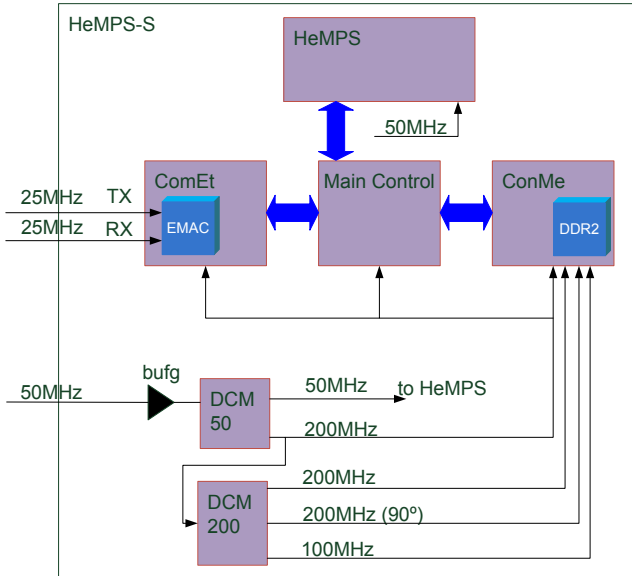 HeMPS-S
HeMPS
50MHz
ComEt
Main Control
ConMe
25MHz TX
EMAC
DDR2
25MHz RX
bufg
50MHz
DCM
50
50MHz
to HeMPS
200MHz
DCM
200
200MHz
200MHz (90º)
100MHz